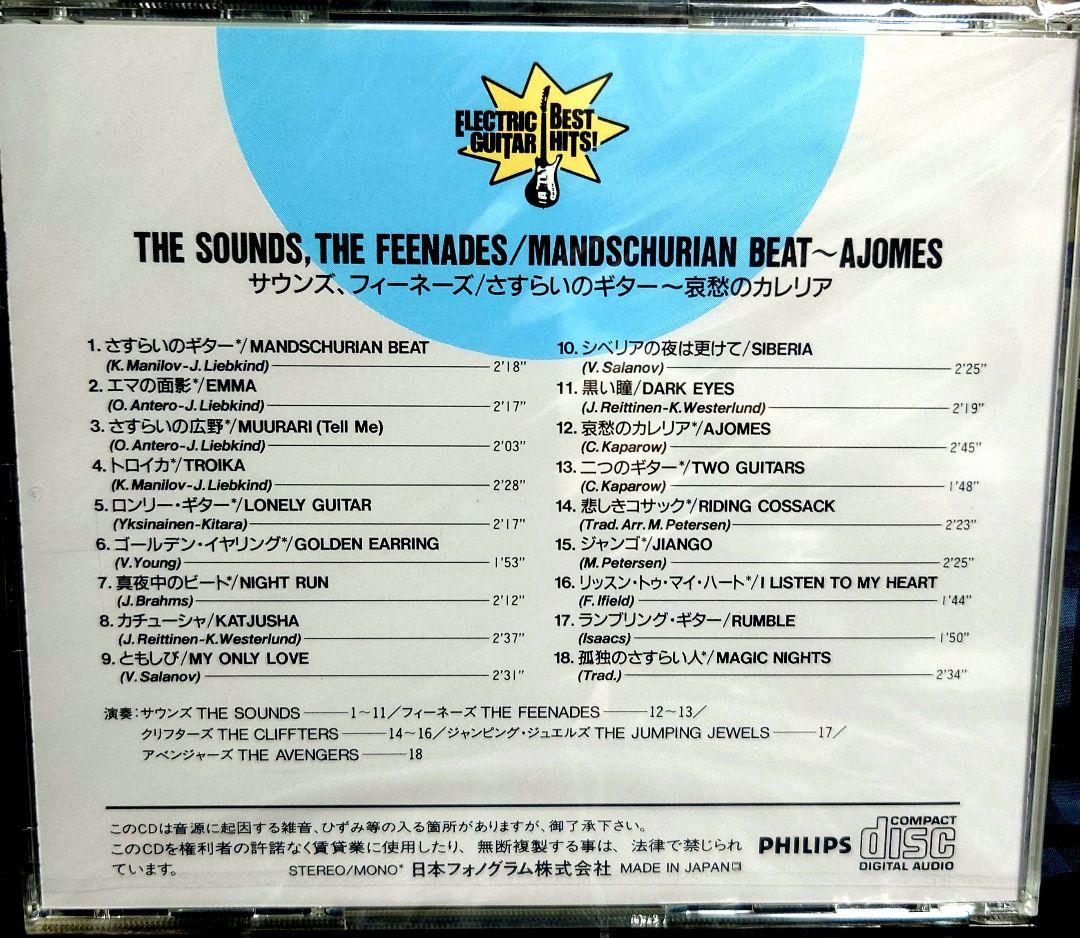 ELECTRIC GUITAR BEST HITS!
THE SOUNDS, THE FEENADES/MANDSCHURIAN BEAT~AJOMES
サウンズ、フィーネーズ/さすらいのギター〜哀愁のカレリア
1. さすらいのギター*/MANDSCHURIAN BEAT
(K. Manilov-J. Liebkind) 2'18"
2. エマの面影*/EMMA
(O. Antero-J. Liebkind) 2'17"
3. さすらいの広野*/MUURARI (Tell Me)
(O. Antero-J. Liebkind) 2'03"
4. トロイカ*/TROIKA
(K. Manilov-J. Liebkind) 2'28"
5. ロンリー・ギター*/LONELY GUITAR
(Yksinainen-Kitara) 2'17"
6. ゴールデン・イヤリング*/GOLDEN EARRING
(V. Young) 1'53"
7. 真夜中のビート*/NIGHT RUN
(J. Brahms) 2'12"
8. カチューシャ/KATJUSHA
(J. Reittinen-K. Westerlund) 2'37"
9. ともしび/MY ONLY LOVE
(V. Salanov) 2'31"
10. シベリアの夜は更けて/SIBERIA
(V. Salanov) 2'25"
11. 黒い瞳/DARK EYES
(J. Reittinen-K. Westerlund) 2'19"
12. 哀愁のカレリア*/AJOMES
(C. Kaparow) 2'45"
13. 二つのギター*/TWO GUITARS
(C. Kaparow) 1'48"
14. 悲しきコサック*/RIDING COSSACK
(Trad. Arr. M. Petersen) 2'23"
15. ジャンゴ*/JIANGO
(M. Petersen) 2'25"
16. リッスン・トゥ・マイ・ハート*/I LISTEN TO MY HEART
(F. Ifield) 1'44"
17. ランブリング・ギター/RUMBLE
(Isaacs) 1'50"
18. 孤独のさすらい人*/MAGIC NIGHTS
(Trad.) 2'34"
演奏:サウンズ THE SOUNDS——1〜11/フィーネーズ THE FEENADES——12〜13/
クリフターズ THE CLIFFTERS——14〜16/ジャンピング・ジュエルズ THE JUMPING JEWELS——17/
アベンジャーズ THE AVENGERS——18
このCDは音源に起因する雑音、ひずみ等の入る箇所がありますが、御了承下さい。
このCDを権利者の許諾なく賃貸業に使用したり、無断複製する事は、法律で禁じられ
ています。 STEREO/MONO* 日本フォノグラム株式会社 MADE IN JAPAN
PHILIPS
COMPACT
disc
DIGITAL AUDIO